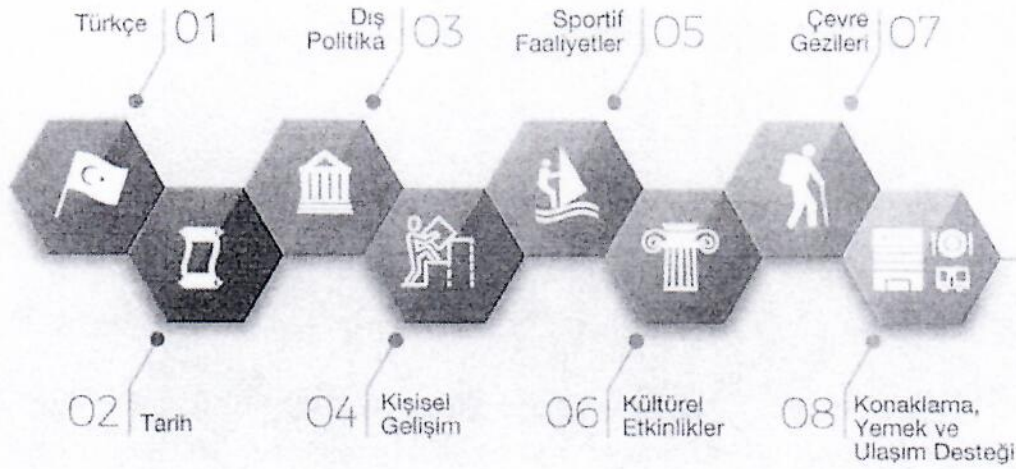 Türkçe
01
02
Tarih
Dış
Politika
03
04
Kişisel
Gelişim
Sportif
Faaliyetler
05
06
Kültürel
Etkinlikler
Çevre
Gezileri
07
08
Konaklama,
Yemek ve
Ulaşım Desteği